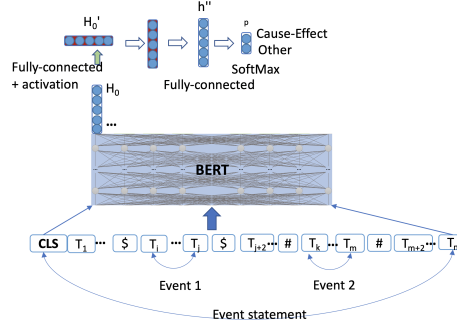 H₀' h'' p
Cause-Effect
Other
Fully-connected
+ activation
Fully-connected
SoftMax
H₀
...
BERT
CLS T₁ ... $ Tᵢ ... Tⱼ $ Tⱼ₊₂ ... # Tₖ ... Tₘ # Tₘ₊₂ ...
Event 1 Event 2
Event statement